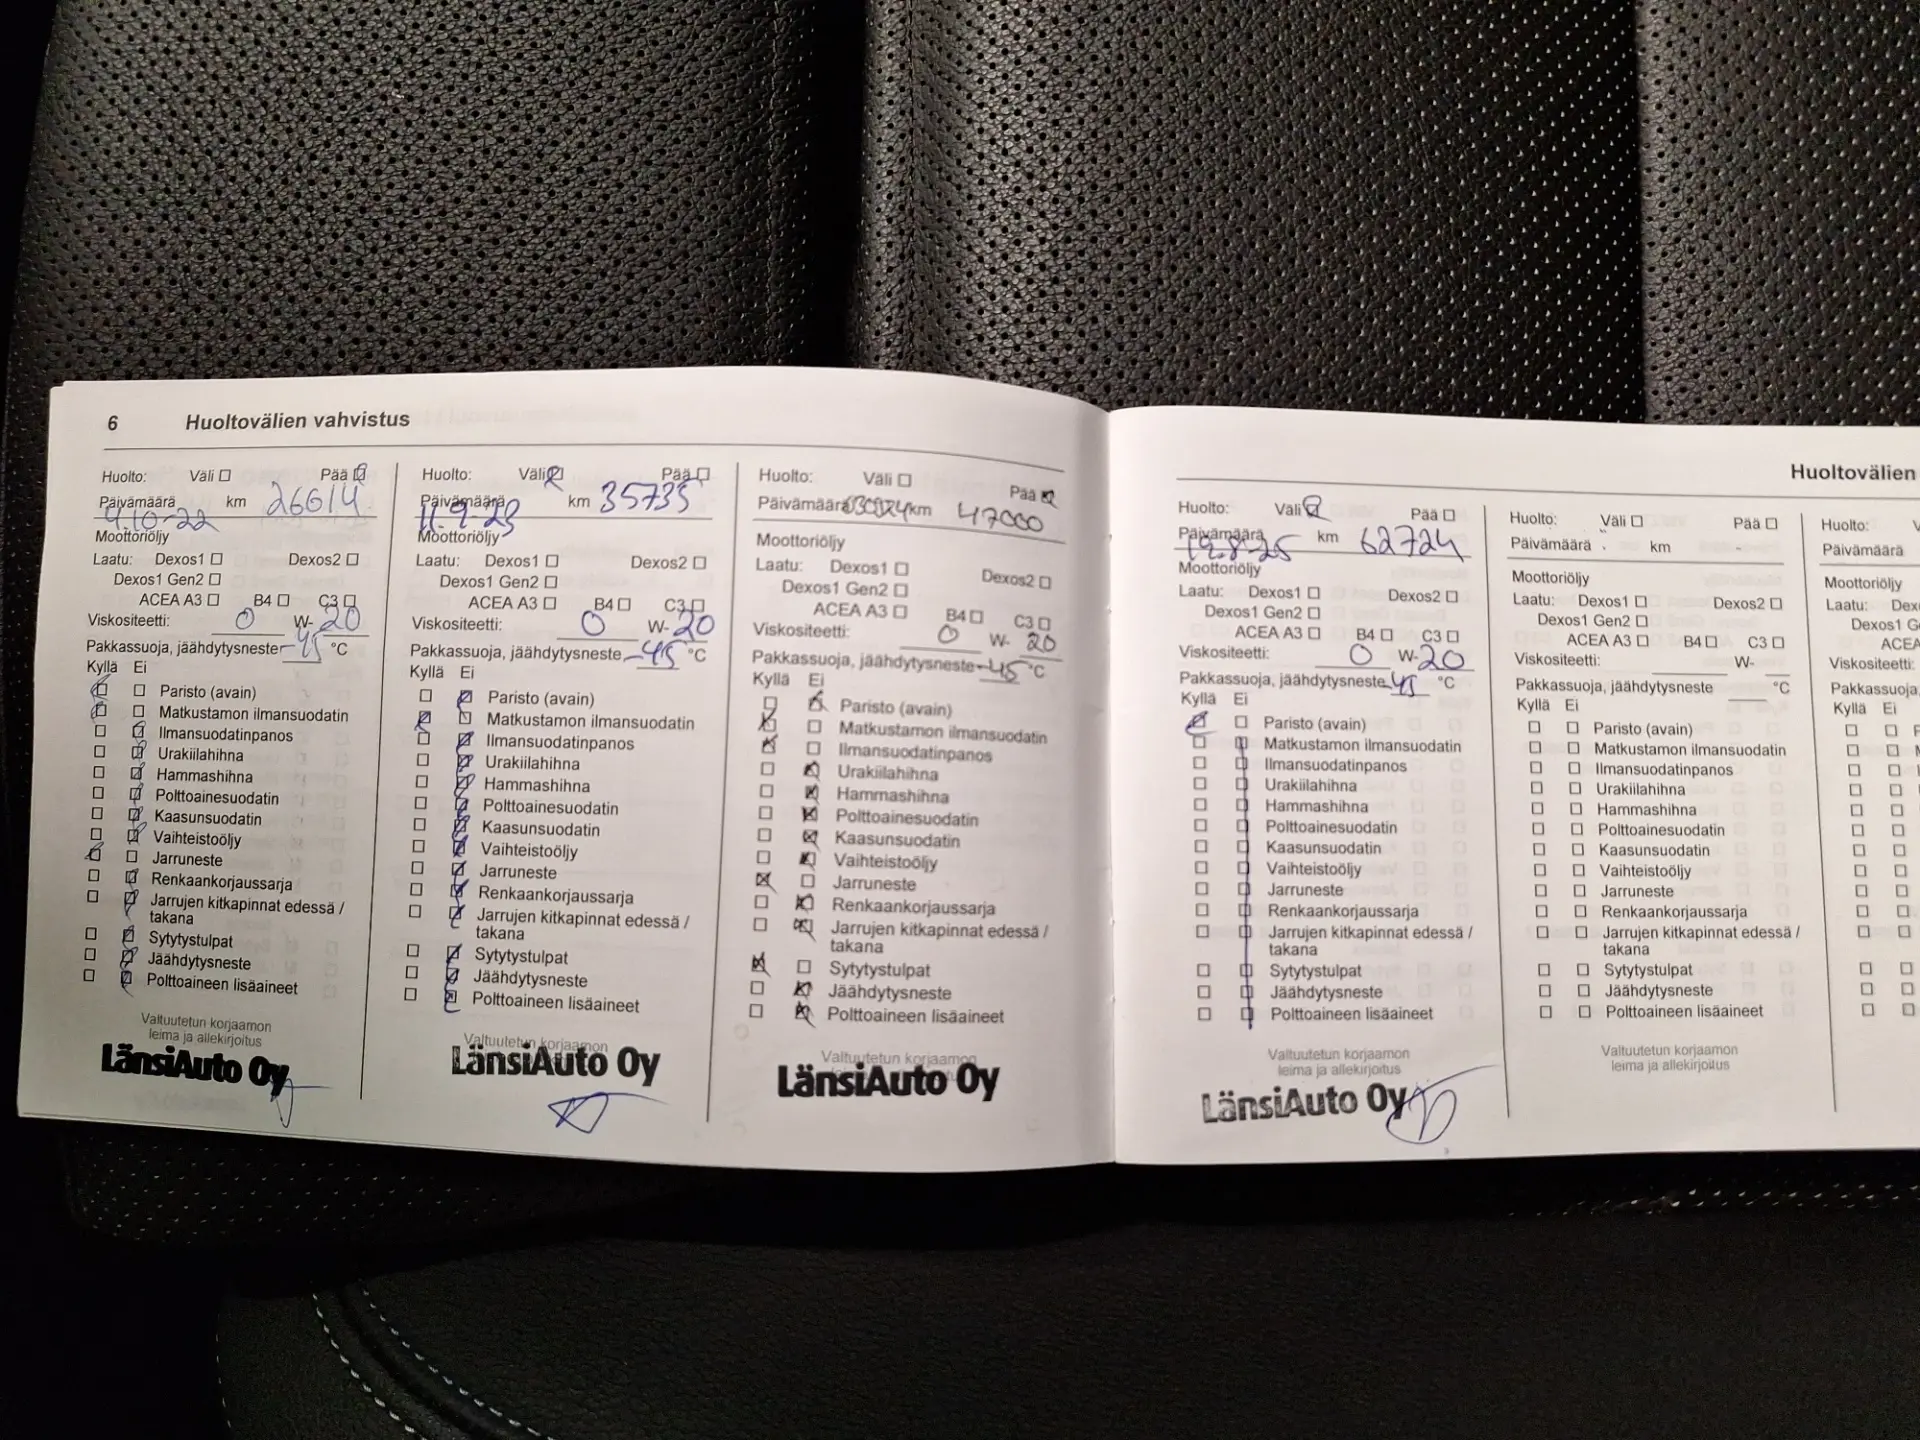 6 Huoltovälien vahvistus
Huolto: Väli Pää
Päivämäärä km 26614
4.10-22
Moottoriöljy
Laatu: Dexos1 Dexos2
Dexos1 Gen2
ACEA A3 B4 C3
Viskositeetti: 0 W-20
Pakkassuoja, jäähdytysneste -45 °C
Kyllä Ei
Paristo (avain)
Matkustamon ilmansuodatin
Ilmansuodatinpanos
Urakiilahihna
Hammashihna
Polttoainesuodatin
Kaasunsuodatin
Vaihteistoöljy
Jarruneste
Renkaankorjaussarja
Jarrujen kitkapinnat edessä /
takana
Sytytystulpat
Jäähdytysneste
Polttoaineen lisäaineet
Valtuutetun korjaamon
leima ja allekirjoitus
LänsiAuto Oy
Huolto: Väli Pää
Päivämäärä km 35735
11.9.23
Moottoriöljy
Laatu: Dexos1 Dexos2
Dexos1 Gen2
ACEA A3 B4 C3
Viskositeetti: 0 W-20
Pakkassuoja, jäähdytysneste -45 °C
Kyllä Ei
Paristo (avain)
Matkustamon ilmansuodatin
Ilmansuodatinpanos
Urakiilahihna
Hammashihna
Polttoainesuodatin
Kaasunsuodatin
Vaihteistoöljy
Jarruneste
Renkaankorjaussarja
Jarrujen kitkapinnat edessä /
takana
Sytytystulpat
Jäähdytysneste
Polttoaineen lisäaineet
Valtuutetun korjaamon
LänsiAuto Oy
Huolto: Väli Pää
Päivämäärä km 47000
Moottoriöljy
Laatu: Dexos1 Dexos2
Dexos1 Gen2
ACEA A3 B4 C3
Viskositeetti: 0 W- 20
Pakkassuoja, jäähdytysneste -45 °C
Kyllä Ei
Paristo (avain)
Matkustamon ilmansuodatin
Ilmansuodatinpanos
Urakiilahihna
Hammashihna
Polttoainesuodatin
Kaasunsuodatin
Vaihteistoöljy
Jarruneste
Renkaankorjaussarja
Jarrujen kitkapinnat edessä /
takana
Sytytystulpat
Jäähdytysneste
Polttoaineen lisäaineet
Valtuutetun korjaamon
LänsiAuto Oy
Huoltovälien
Huolto: Väli Pää
Päivämäärä km 62724
19.8.25
Moottoriöljy
Laatu: Dexos1 Dexos2
Dexos1 Gen2
ACEA A3 B4 C3
Viskositeetti: 0 W-20
Pakkassuoja, jäähdytysneste -45 °C
Kyllä Ei
Paristo (avain)
Matkustamon ilmansuodatin
Ilmansuodatinpanos
Urakiilahihna
Hammashihna
Polttoainesuodatin
Kaasunsuodatin
Vaihteistoöljy
Jarruneste
Renkaankorjaussarja
Jarrujen kitkapinnat edessä /
takana
Sytytystulpat
Jäähdytysneste
Polttoaineen lisäaineet
Valtuutetun korjaamon
leima ja allekirjoitus
LänsiAuto Oy
Huolto: Väli Pää
Päivämäärä km
Moottoriöljy
Laatu: Dexos1 Dexos2
Dexos1 Gen2
ACEA A3 B4 C3
Viskositeetti: W-
Pakkassuoja, jäähdytysneste °C
Kyllä Ei
Paristo (avain)
Matkustamon ilmansuodatin
Ilmansuodatinpanos
Urakiilahihna
Hammashihna
Polttoainesuodatin
Kaasunsuodatin
Vaihteistoöljy
Jarruneste
Renkaankorjaussarja
Jarrujen kitkapinnat edessä /
takana
Sytytystulpat
Jäähdytysneste
Polttoaineen lisäaineet
Valtuutetun korjaamon
leima ja allekirjoitus
Huolto:
Päivämäärä
Moottoriöljy
Laatu: Dex
Dexos1 G
ACEA
Viskositeetti:
Pakkassuoja
Kyllä Ei